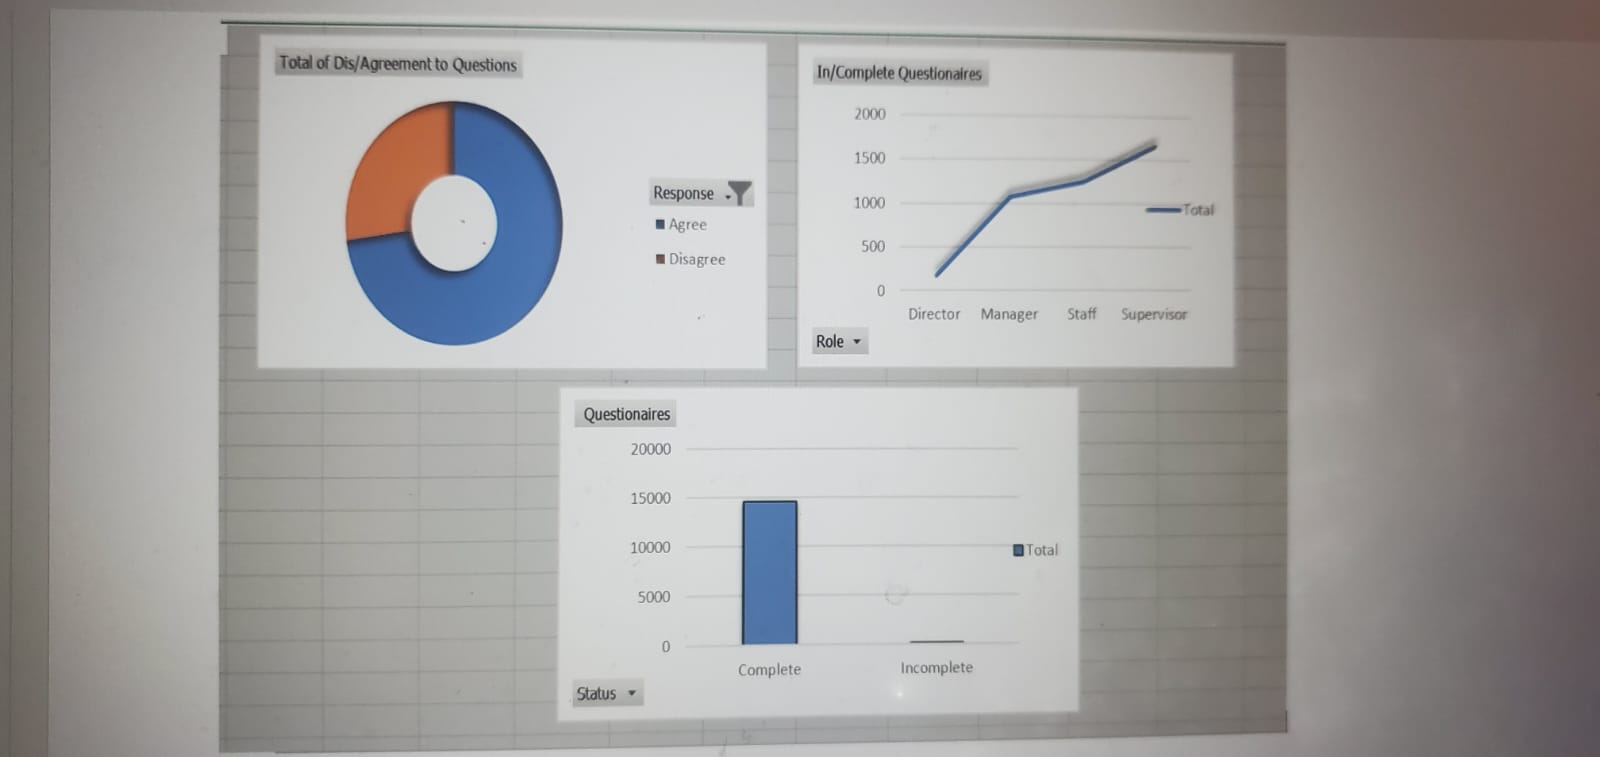 Total of Dis/Agreement to Questions
Response
Agree
Disagree
In/Complete Questionaires
2000
1500
1000
500
0
Total
Director Manager Staff Supervisor
Role
Questionaires
20000
15000
10000
5000
0
Total
Complete Incomplete
Status